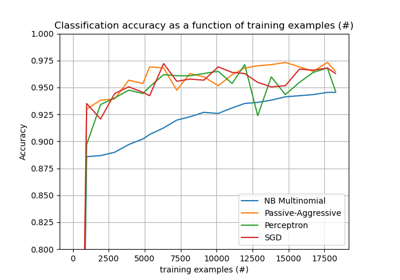 Classification accuracy as a function of training examples (#)
1.000
0.975
0.950
0.925
0.900
0.875
0.850
0.825
0.800
Accuracy
NB Multinomial
Passive-Aggressive
Perceptron
SGD
0 2500 5000 7500 10000 12500 15000 17500
training examples (#)